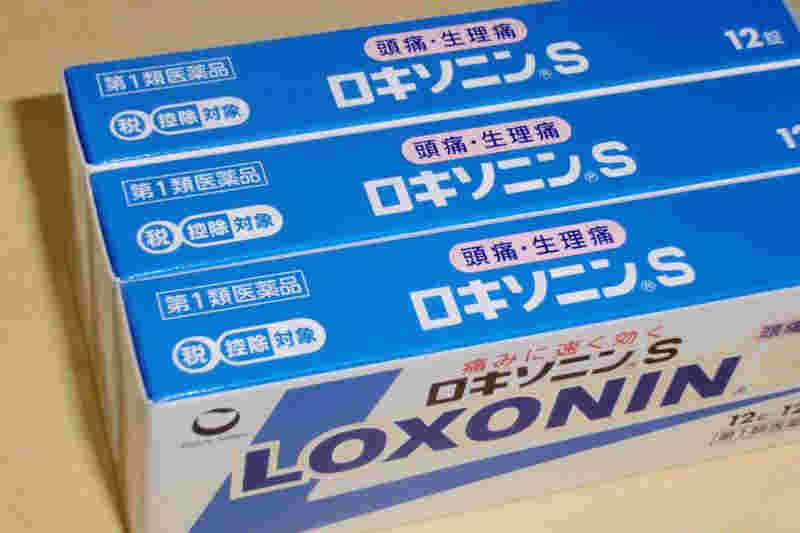 頭痛・生理痛
第1類医薬品
ロキソニン®S
12錠
税 控除対象
頭痛・生理痛
第1類医薬品
ロキソニン®S
税 控除対象
頭痛・生理痛
第1類医薬品
ロキソニン®S
税 控除対象
痛みに速く効く
ロキソニンS
LOXONIN
頭痛